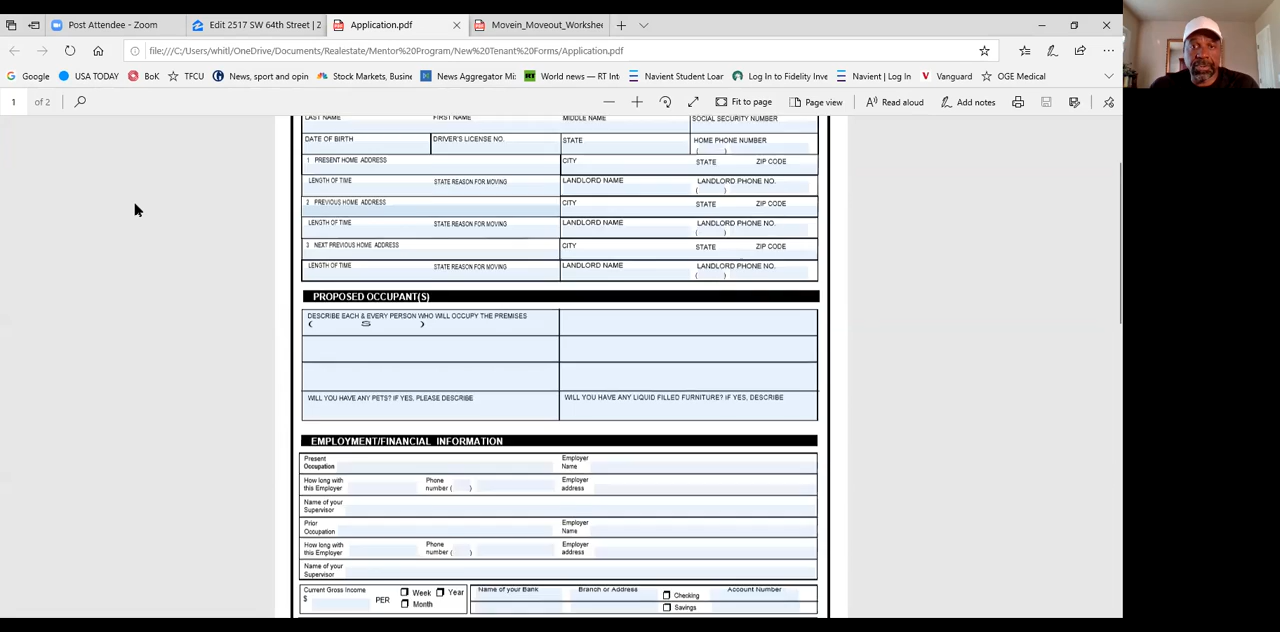 Post Attendee - Zoom
Edit 2517 SW 64th Street | 2
Application.pdf
Movein_Moveout_Workshee
file:///C:/Users/whitl/OneDrive/Documents/Realestate/Mentor%20Program/New%20Tenant%20Forms/Application.pdf
Google
USA TODAY
BoK
TFCU
News, sport and opin
Stock Markets, Busine
News Aggregator Mi
World news — RT Int
Navient Student Loar
Log In to Fidelity Inve
Navient | Log In
Vanguard
OGE Medical
1 of 2
Fit to page
Page view
Read aloud
Add notes
LAST NAME FIRST NAME MIDDLE NAME SOCIAL SECURITY NUMBER
DATE OF BIRTH DRIVER'S LICENSE NO. STATE HOME PHONE NUMBER
( )
1 PRESENT HOME ADDRESS CITY STATE ZIP CODE
LENGTH OF TIME STATE REASON FOR MOVING LANDLORD NAME LANDLORD PHONE NO.
( )
2 PREVIOUS HOME ADDRESS CITY STATE ZIP CODE
LENGTH OF TIME STATE REASON FOR MOVING LANDLORD NAME LANDLORD PHONE NO.
( )
3 NEXT PREVIOUS HOME ADDRESS CITY STATE ZIP CODE
LENGTH OF TIME STATE REASON FOR MOVING LANDLORD NAME LANDLORD PHONE NO.
( )
PROPOSED OCCUPANT(S)
DESCRIBE EACH & EVERY PERSON WHO WILL OCCUPY THE PREMISES
WILL YOU HAVE ANY PETS? IF YES, PLEASE DESCRIBE WILL YOU HAVE ANY LIQUID FILLED FURNITURE? IF YES, DESCRIBE
EMPLOYMENT/FINANCIAL INFORMATION
Present Employer
Occupation Name
How long with Phone Employer
this Employer number ( ) address
Name of your
Supervisor
Prior Employer
Occupation Name
How long with Phone Employer
this Employer number ( ) address
Name of your
Supervisor
Current Gross Income Week Year Name of your Bank Branch or Address Checking Account Number
$ PER Month Savings